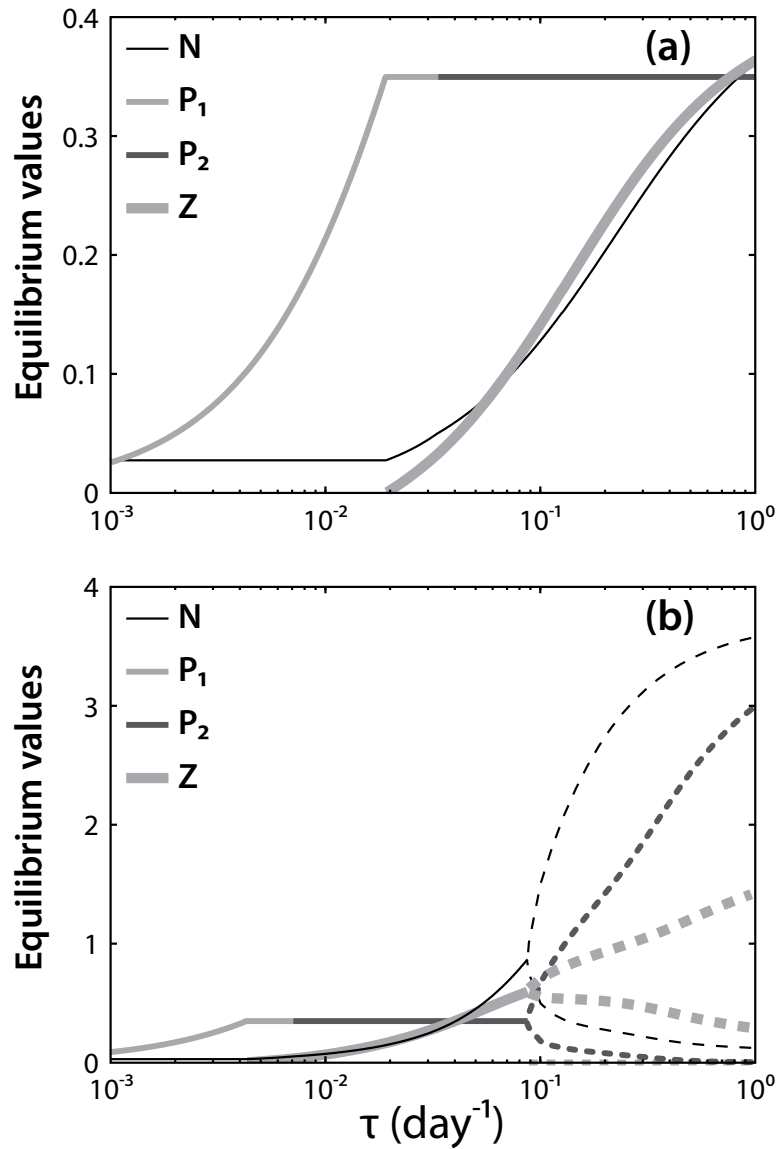 0.4
N
(a)
P₁
0.3
P₂
Z
0.2
0.1
0
10⁻³ 10⁻² 10⁻¹ 10⁰
Equilibrium values
4
N
(b)
P₁
3
P₂
Z
2
1
0
10⁻³ 10⁻² 10⁻¹ 10⁰
Equilibrium values
τ (day⁻¹)